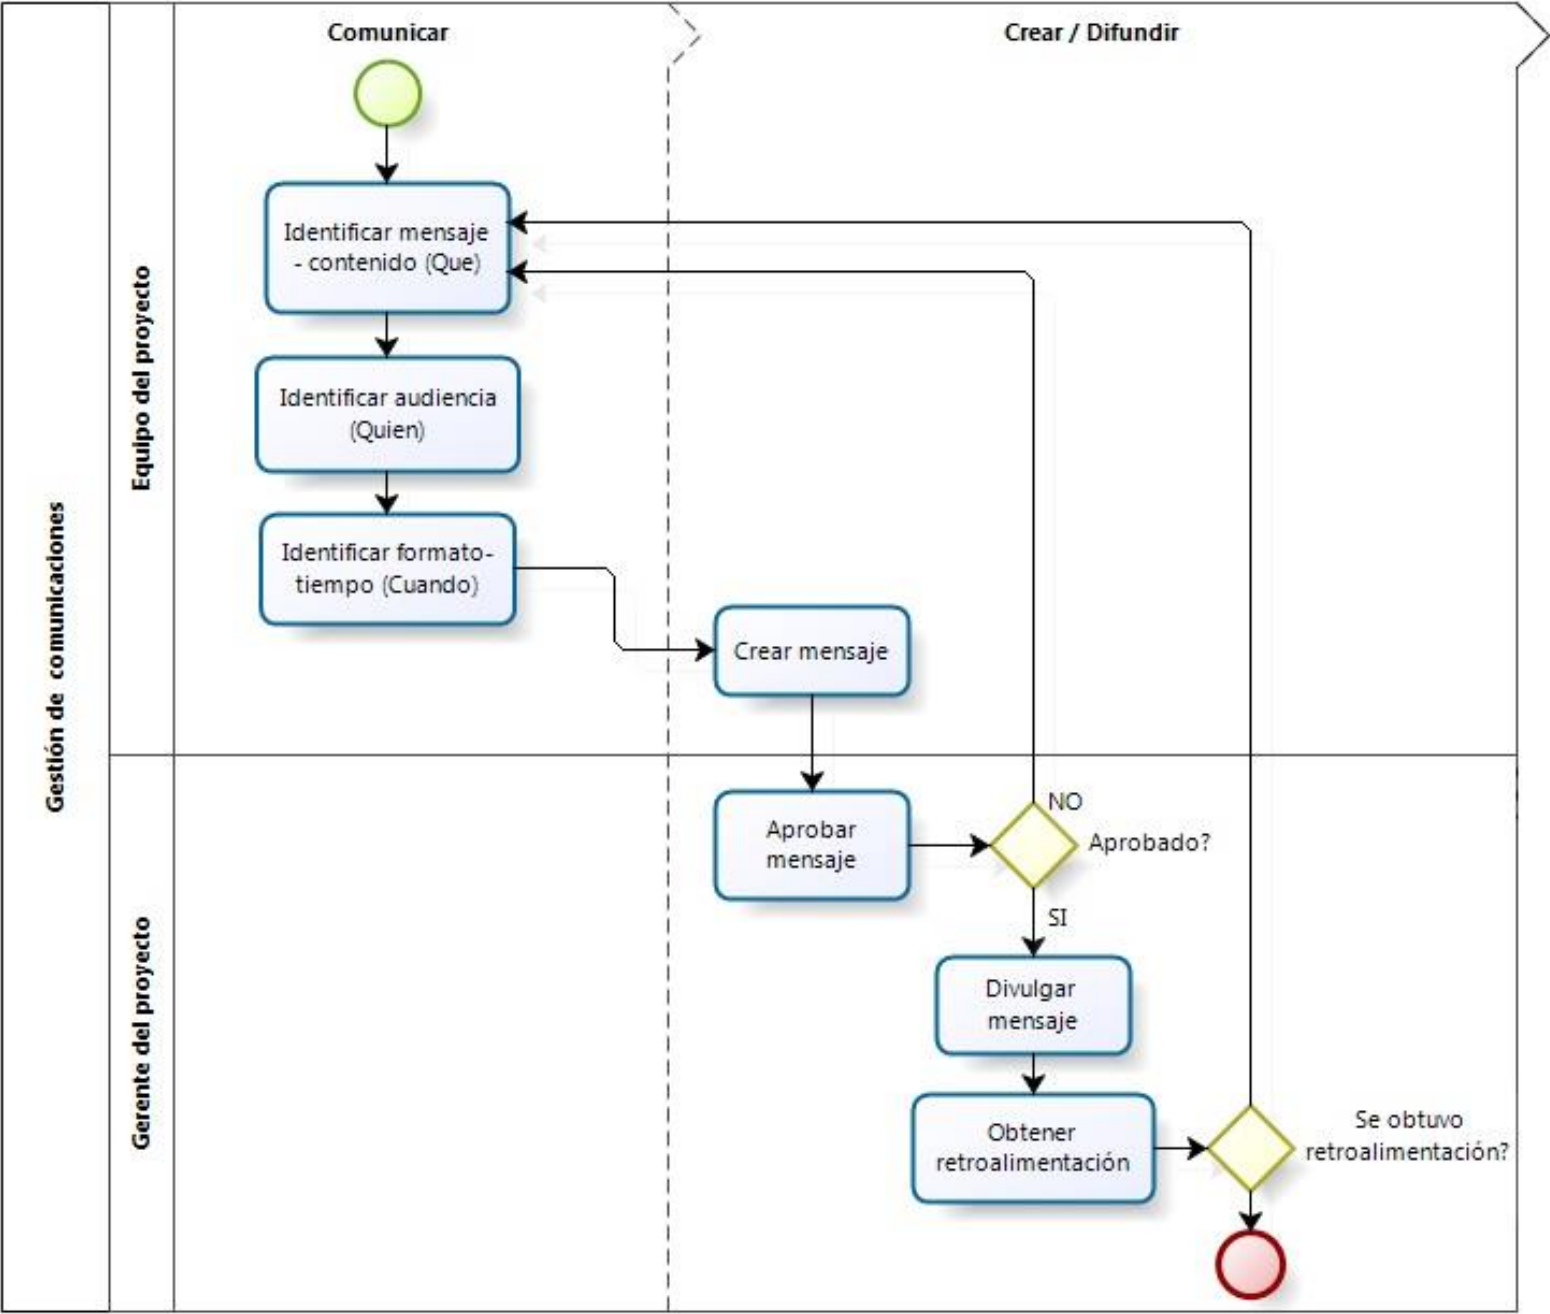 Comunicar
Crear / Difundir
Gestión de comunicaciones
Equipo del proyecto
Identificar mensaje
- contenido (Que)
Identificar audiencia
(Quien)
Identificar formato-
tiempo (Cuando)
Crear mensaje
Gerente del proyecto
Aprobar
mensaje
NO
Aprobado?
SI
Divulgar
mensaje
Obtener
retroalimentación
Se obtuvo
retroalimentación?